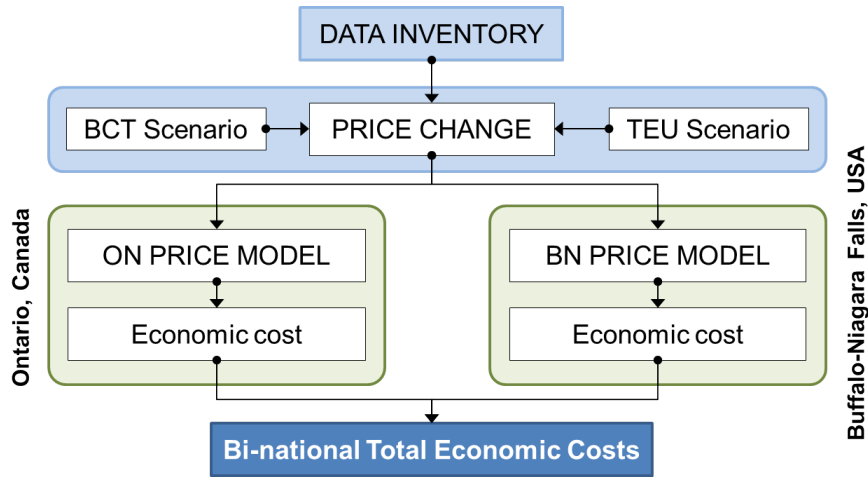 DATA INVENTORY
BCT Scenario
PRICE CHANGE
TEU Scenario
Ontario, Canada
ON PRICE MODEL
Economic cost
BN PRICE MODEL
Economic cost
Buffalo-Niagara Falls, USA
Bi-national Total Economic Costs